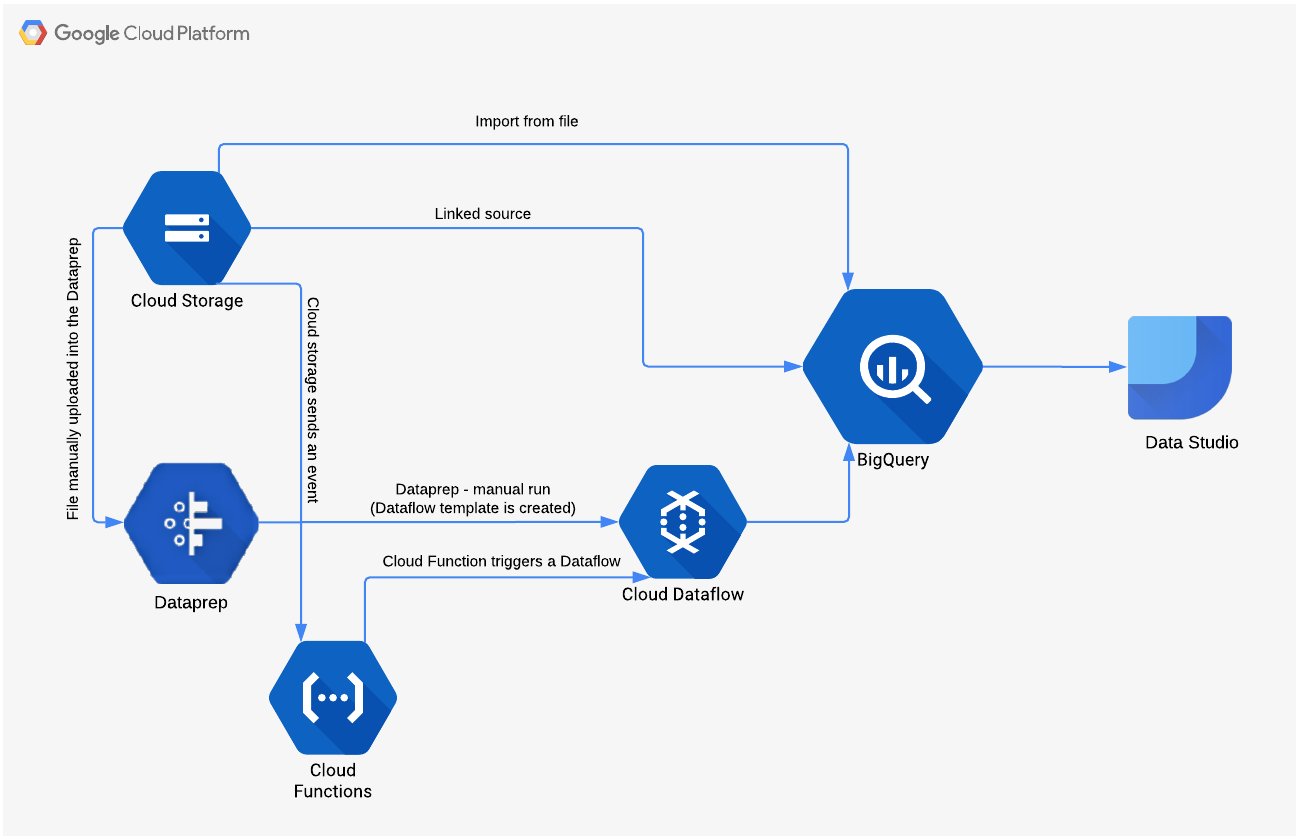 Google Cloud Platform
Import from file
Linked source
Cloud Storage
File manually uploaded into the Dataprep
Cloud storage sends an event
BigQuery
Data Studio
Dataprep - manual run
(Dataflow template is created)
Cloud Function triggers a Dataflow
Cloud Dataflow
Dataprep
Cloud
Functions